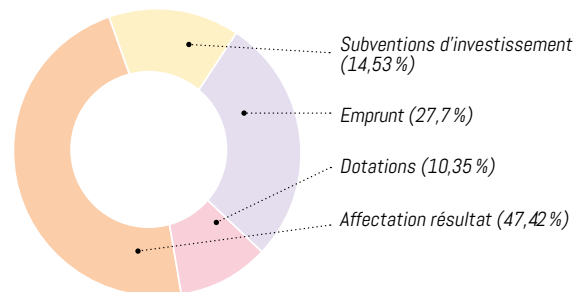 Subventions d'investissement
(14,53 %)
Emprunt (27,7 %)
Dotations (10,35 %)
Affectation résultat (47,42 %)